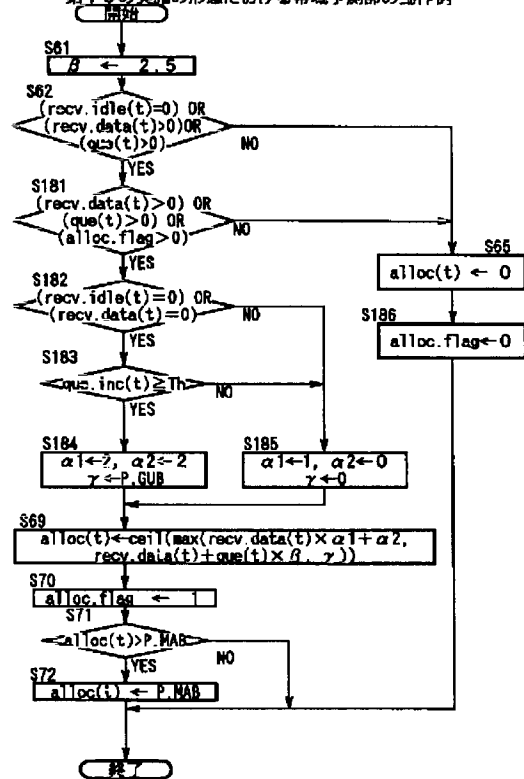 開始
S61
β ← 2.5
S62
(recv.idle(t)=0) OR
(recv.data(t)>0)OR
(que(t)>0)
NO
YES
S181
(recv.data(t)>0) OR
(que(t)>0) OR
(alloc.flag>0)
NO
YES
S65
alloc(t) ← 0
S182
(recv.idle(t)=0) OR
(recv.data(t)=0)
NO
YES
S186
alloc.flag←0
S183
que.inc(t)≧Th
NO
YES
S184
α1←2, α2←2
γ←P.GUB
S185
α1←1, α2←0
γ←0
S69
alloc(t)←ceil(max(recv.data(t)×α1+α2,
recv.data(t)+que(t)×β, γ))
S70
alloc.flag ← 1
S71
alloc(t)>P.MAB
NO
YES
S72
alloc(t) ← P.MAB
終了